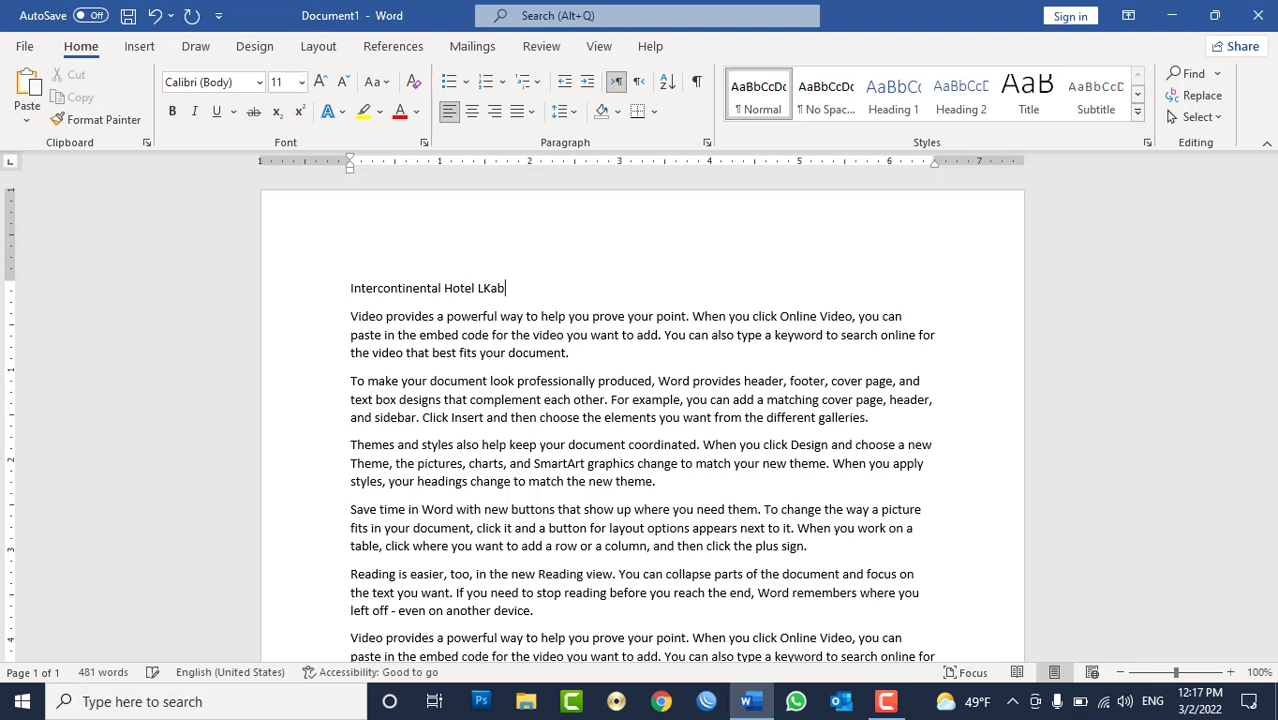 AutoSave Off
Document1 - Word
Search (Alt+Q)
Sign in
File Home Insert Draw Design Layout References Mailings Review View Help
Share
Paste
Cut
Copy
Format Painter
Clipboard
Calibri (Body) 11
Aa
B I U ab x A A
Font
Paragraph
AaBbCcDc
¶ Normal
AaBbCcDc
¶ No Spac...
AaBbCc
Heading 1
AaBbCcD
Heading 2
AaB
Title
AaBbCcD
Subtitle
Styles
Find
Replace
Select
Editing
1 1 2 3 4 5 6 7
Intercontinental Hotel LKab
Video provides a powerful way to help you prove your point. When you click Online Video, you can
paste in the embed code for the video you want to add. You can also type a keyword to search online for
the video that best fits your document.
To make your document look professionally produced, Word provides header, footer, cover page, and
text box designs that complement each other. For example, you can add a matching cover page, header,
and sidebar. Click Insert and then choose the elements you want from the different galleries.
Themes and styles also help keep your document coordinated. When you click Design and choose a new
Theme, the pictures, charts, and SmartArt graphics change to match your new theme. When you apply
styles, your headings change to match the new theme.
Save time in Word with new buttons that show up where you need them. To change the way a picture
fits in your document, click it and a button for layout options appears next to it. When you work on a
table, click where you want to add a row or a column, and then click the plus sign.
Reading is easier, too, in the new Reading view. You can collapse parts of the document and focus on
the text you want. If you need to stop reading before you reach the end, Word remembers where you
left off - even on another device.
Video provides a powerful way to help you prove your point. When you click Online Video, you can
paste in the embed code for the video you want to add. You can also type a keyword to search online for
Page 1 of 1 481 words English (United States) Accessibility: Good to go
Focus
100%
Type here to search
49°F
ENG
12:17 PM
3/2/2022